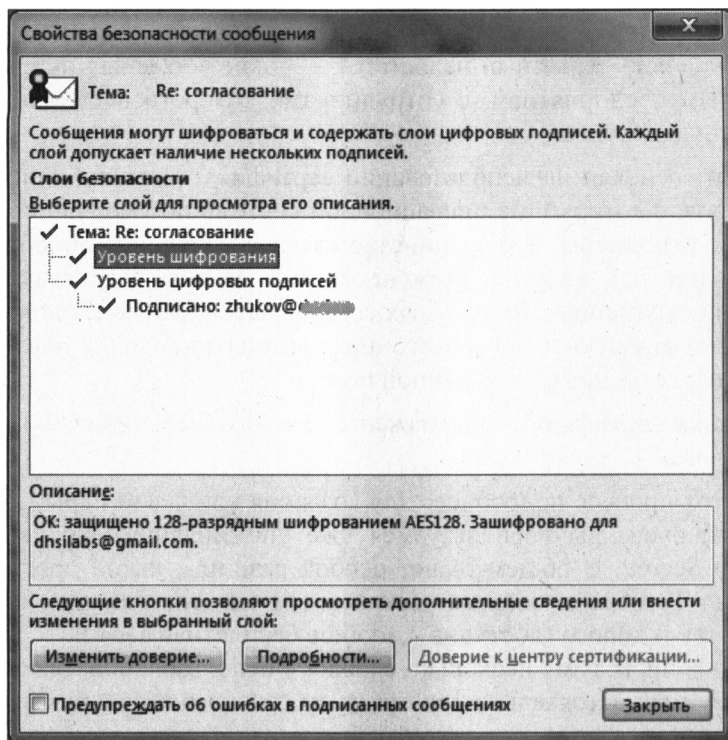 Свойства безопасности сообщения
Тема: Re: согласование
Сообщения могут шифроваться и содержать слои цифровых подписей. Каждый
слой допускает наличие нескольких подписей.
Слои безопасности
Выберите слой для просмотра его описания.
Тема: Re: согласование
Уровень шифрования
Уровень цифровых подписей
Подписано: zhukov@
Описание:
ОК: защищено 128-разрядным шифрованием AES128. Зашифровано для
dhsilabs@gmail.com.
Следующие кнопки позволяют просмотреть дополнительные сведения или внести
изменения в выбранный слой:
Изменить доверие... Подробности... Доверие к центру сертификации...
Предупреждать об ошибках в подписанных сообщениях Закрыть